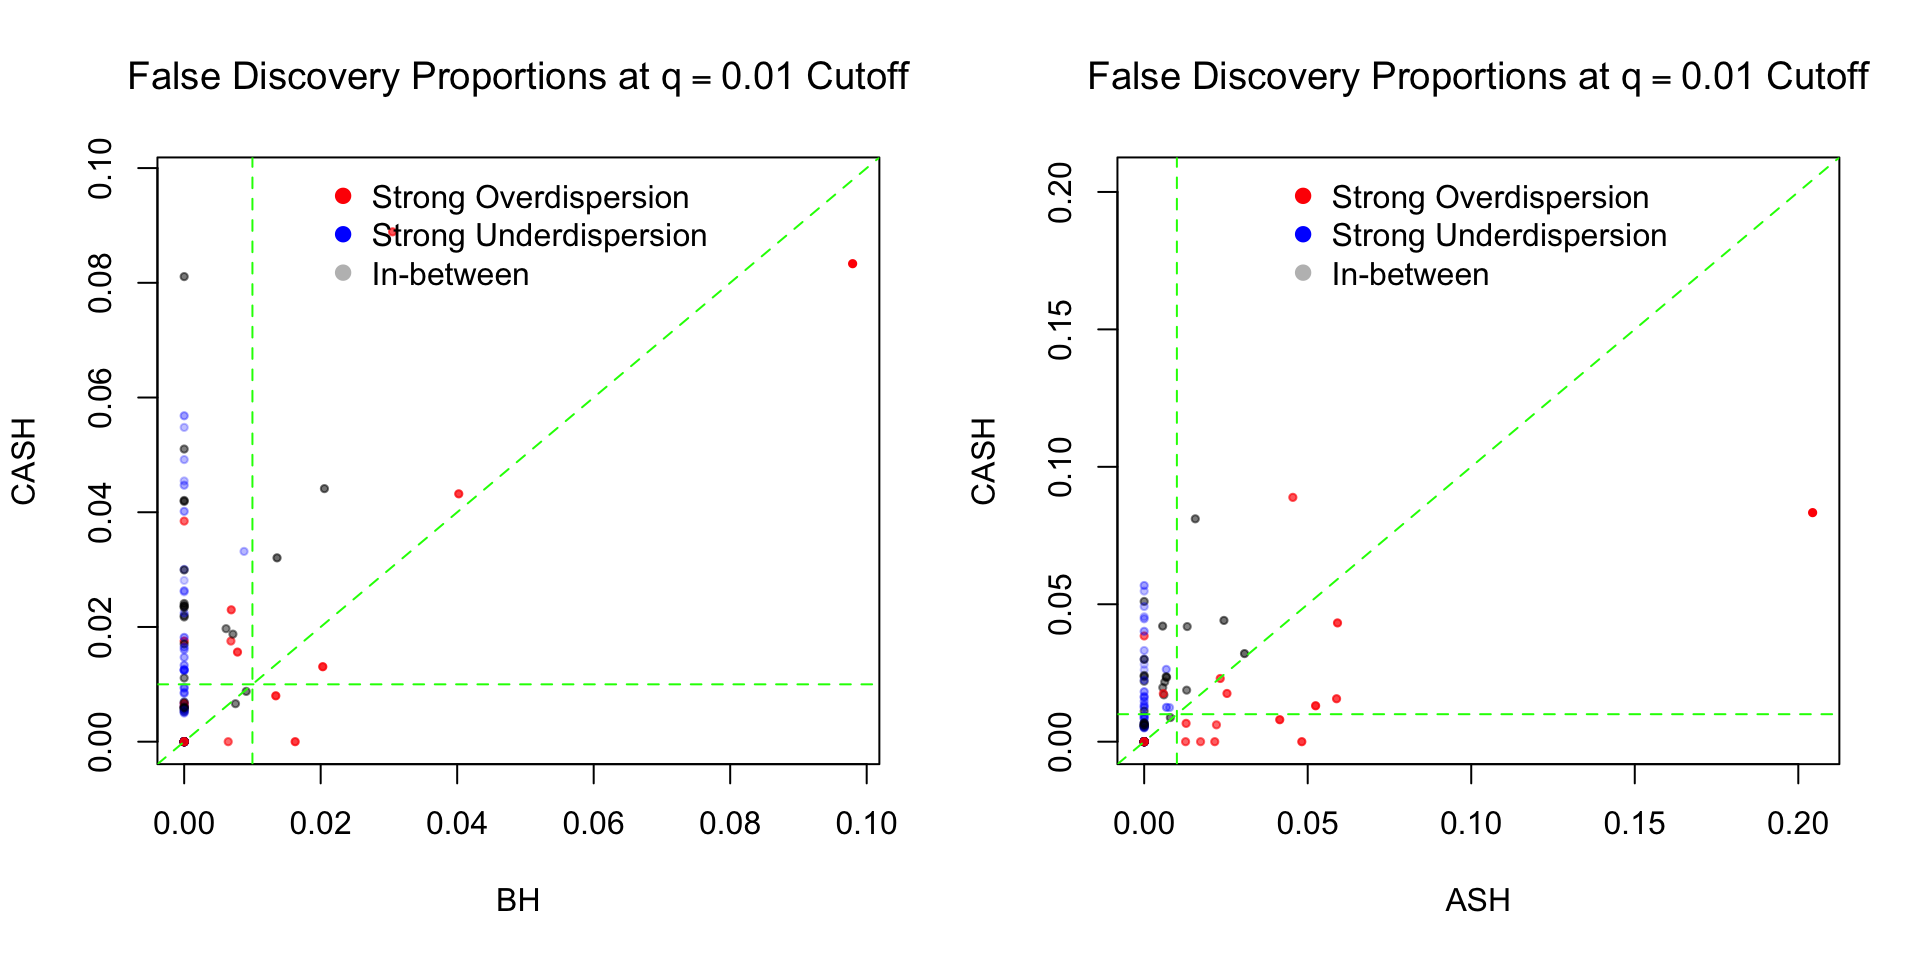 False Discovery Proportions at q = 0.01 Cutoff
CASH
0.10
0.08
0.06
0.04
0.02
0.00
Strong Overdispersion
Strong Underdispersion
In-between
0.00 0.02 0.04 0.06 0.08 0.10
BH
False Discovery Proportions at q = 0.01 Cutoff
CASH
0.20
0.15
0.10
0.05
0.00
Strong Overdispersion
Strong Underdispersion
In-between
0.00 0.05 0.10 0.15 0.20
ASH